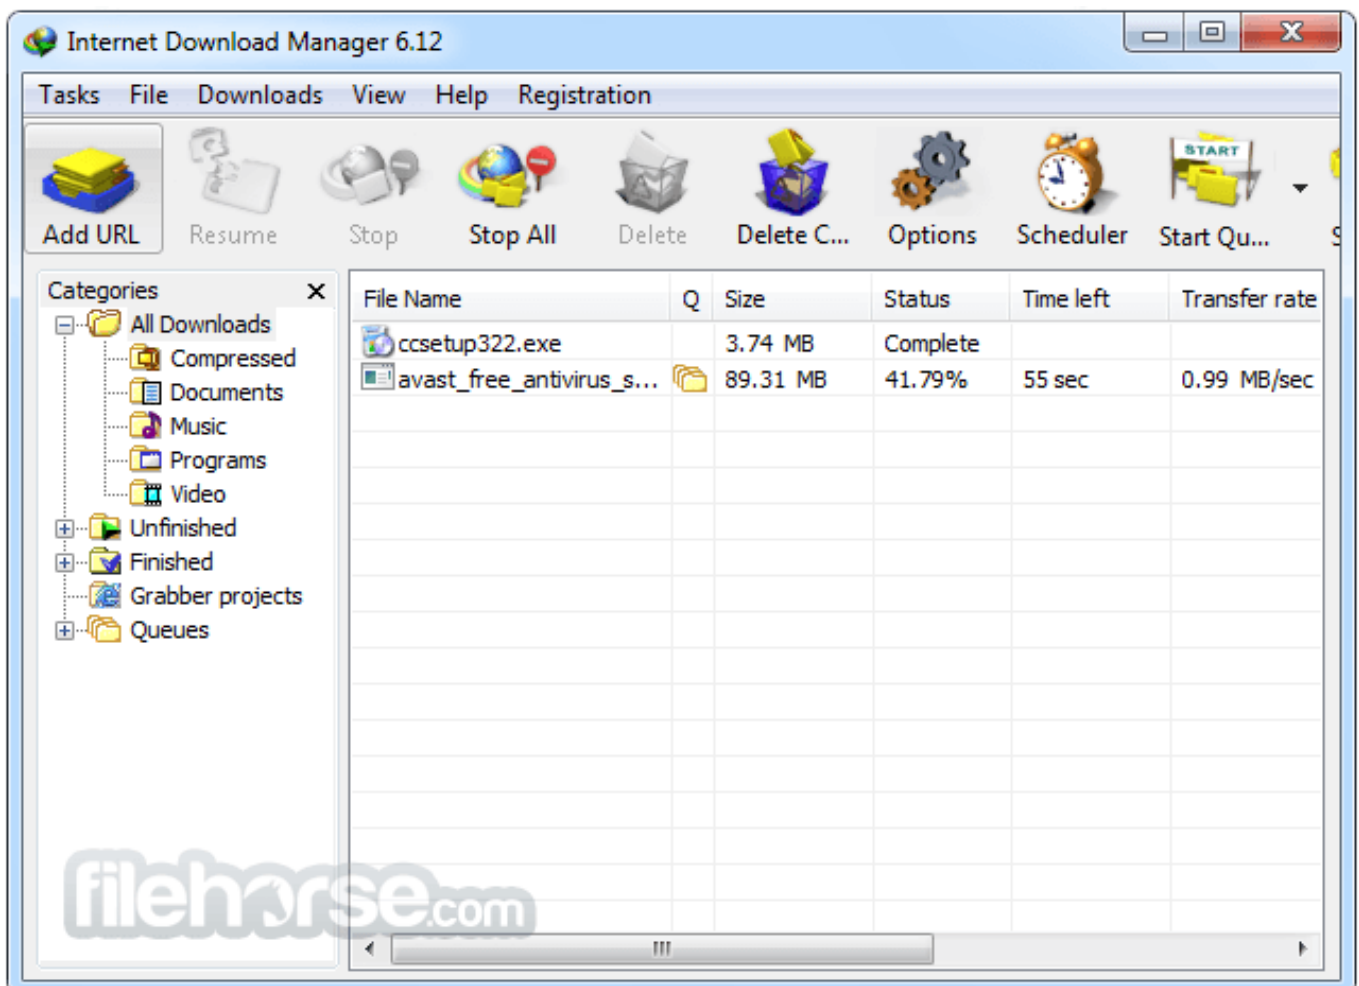 Internet Download Manager 6.12
Tasks File Downloads View Help Registration
START
Add URL Resume Stop Stop All Delete Delete C... Options Scheduler Start Qu...
Categories
All Downloads
Compressed
Documents
Music
Programs
Video
Unfinished
Finished
Grabber projects
Queues
File Name Q Size Status Time left Transfer rate
ccsetup322.exe 3.74 MB Complete
avast_free_antivirus_s... 89.31 MB 41.79% 55 sec 0.99 MB/sec
filehorse.com